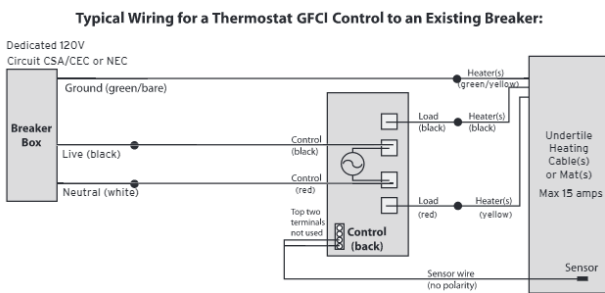 Typical Wiring for a Thermostat GFCI Control to an Existing Breaker:
Dedicated 120V
Circuit CSA/CEC or NEC
Ground (green/bare)
Heater(s)
(green/yellow)
Breaker
Box
Live (black)
Neutral (white)
Control
(black)
Control
(red)
Load
(black)
Heater(s)
(black)
Load
(red)
Heater(s)
(yellow)
Undertile
Heating
Cable(s)
or Mat(s)
Max 15 amps
Top two
terminals
not used
Control
(back)
Sensor wire
(no polarity)
Sensor